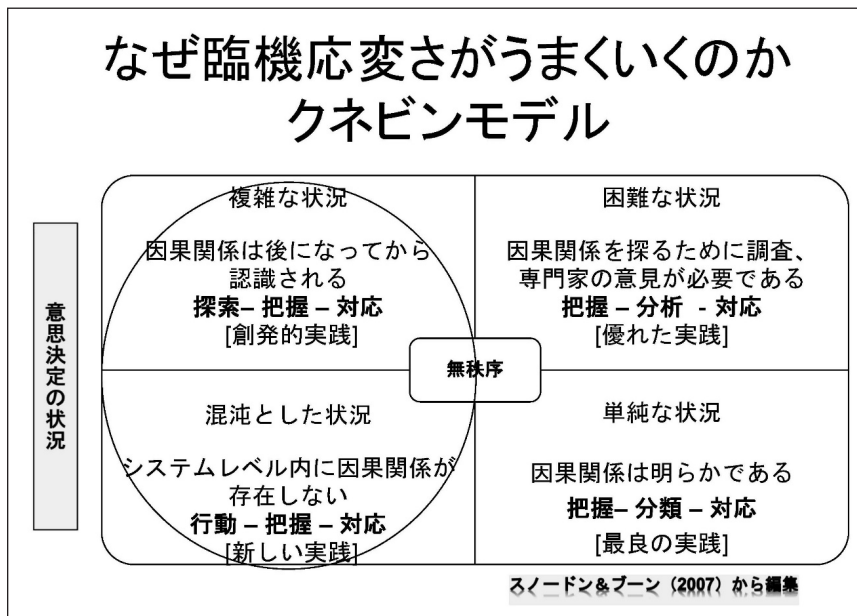 なぜ臨機応変さがうまくいくのか
クネビンモデル
意思決定の状況
複雑な状況
因果関係は後になってから
認識される
探索– 把握 – 対応
[創発的実践]
困難な状況
因果関係を探るために調査、
専門家の意見が必要である
把握 – 分析 - 対応
[優れた実践]
無秩序
混沌とした状況
システムレベル内に因果関係が
存在しない
行動 – 把握 – 対応
[新しい実践]
単純な状況
因果関係は明らかである
把握– 分類 – 対応
[最良の実践]
スノードン＆ブーン（2007）から編集